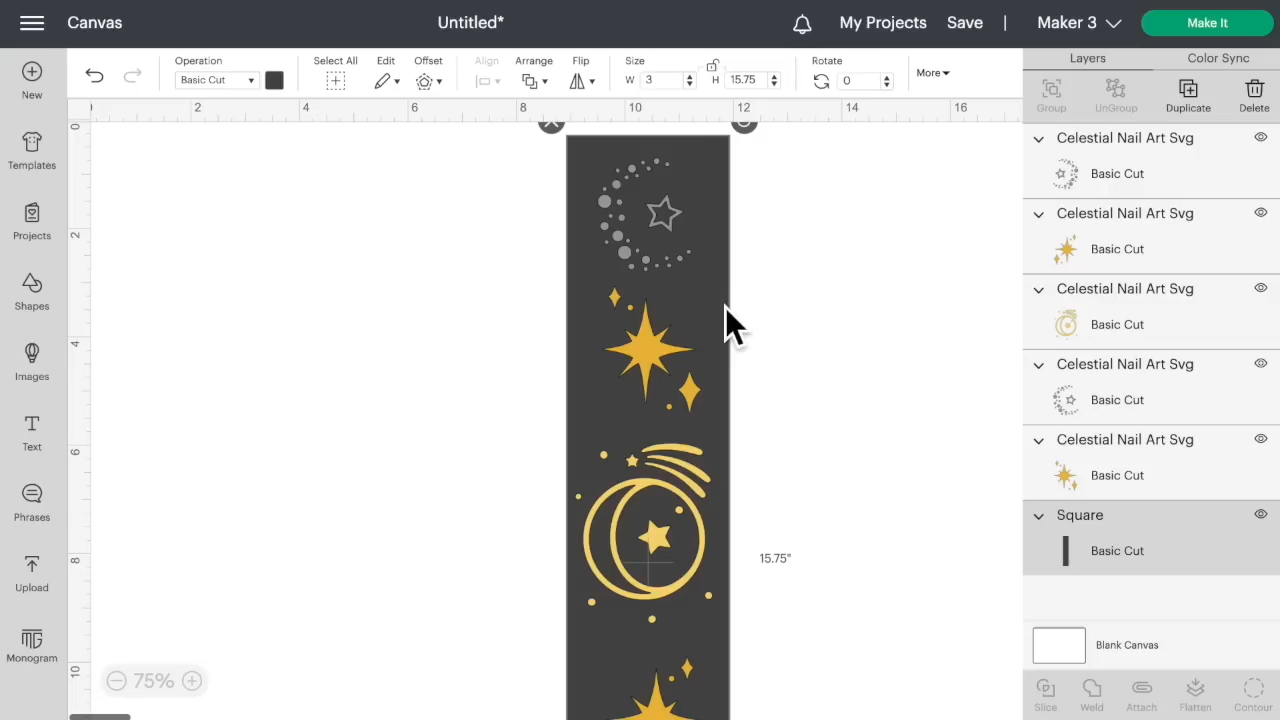 Canvas
Untitled*
My Projects
Save
|
Maker 3
Make It
Operation
Basic Cut
Select All
Edit
Offset
Align
Arrange
Flip
Size
W 3
H 15.75
Rotate
0
More
Layers
Color Sync
Group
UnGroup
Duplicate
Delete
New
Templates
Projects
Shapes
Images
Text
Phrases
Upload
Monogram
2
4
6
8
10
12
14
16
0
2
4
6
8
10
15.75"
75%
Celestial Nail Art Svg
Basic Cut
Celestial Nail Art Svg
Basic Cut
Celestial Nail Art Svg
Basic Cut
Celestial Nail Art Svg
Basic Cut
Celestial Nail Art Svg
Basic Cut
Square
Basic Cut
Blank Canvas
Slice
Weld
Attach
Flatten
Contour